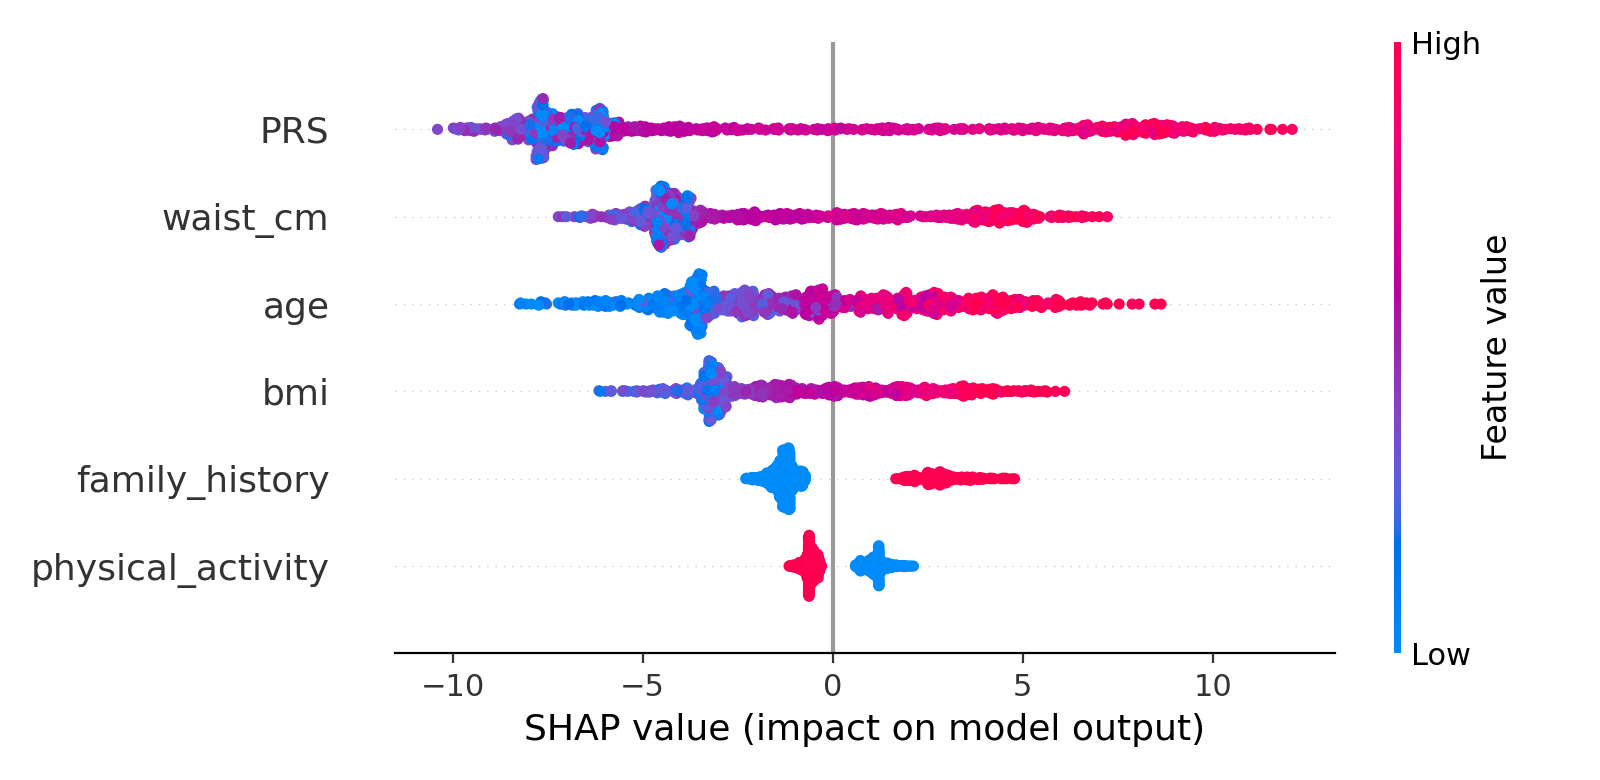 High
PRS
waist_cm
age
bmi
family_history
physical_activity
Feature value
Low
−10 −5 0 5 10
SHAP value (impact on model output)